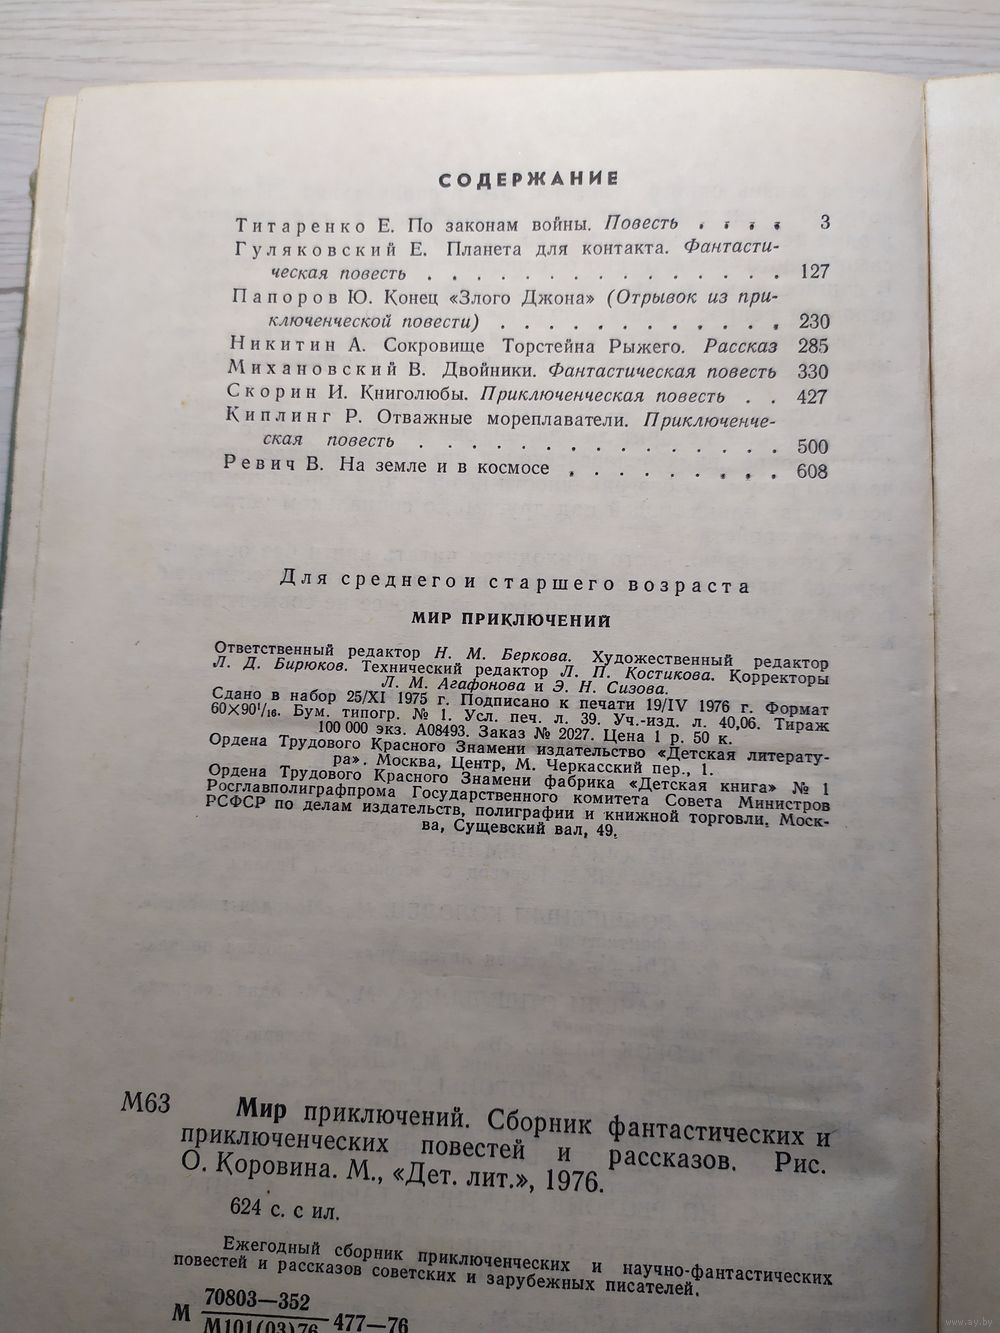 СОДЕРЖАНИЕ
Титаренко Е. По законам войны. Повесть . . . . 3
Гуляковский Е. Планета для контакта. Фантасти-
ческая повесть . . . . . . . . . . . . . . . 127
Папоров Ю. Конец «Злого Джона» (Отрывок из при-
ключенческой повести) . . . . . . . . . . . . 230
Никитин А. Сокровище Торстейна Рыжего. Рассказ 285
Михановский В. Двойники. Фантастическая повесть 330
Скорин И. Книголюбы. Приключенческая повесть . . 427
Киплинг Р. Отважные мореплаватели. Приключенче-
ская повесть . . . . . . . . . . . . . . . 500
Ревич В. На земле и в космосе . . . . . . . . . 608
Для среднего и старшего возраста
МИР ПРИКЛЮЧЕНИЙ
Ответственный редактор Н. М. Беркова. Художественный редактор
Л. Д. Бирюков. Технический редактор Л. П. Костикова. Корректоры
Л. М. Агафонова и Э. Н. Сизова.
Сдано в набор 25/XI 1975 г. Подписано к печати 19/IV 1976 г. Формат
60×90¹/₁₆. Бум. типогр. № 1. Усл. печ. л. 39. Уч.-изд. л. 40,06. Тираж
100 000 экз. А08493. Заказ № 2027. Цена 1 р. 50 к.
Ордена Трудового Красного Знамени издательство «Детская литерату-
ра». Москва, Центр, М. Черкасский пер., 1.
Ордена Трудового Красного Знамени фабрика «Детская книга» № 1
Росглавполиграфпрома Государственного комитета Совета Министров
РСФСР по делам издательств, полиграфии и книжной торговли. Моск-
ва, Сущевский вал, 49.
М63 Мир приключений. Сборник фантастических и
приключенческих повестей и рассказов. Рис.
О. Коровина. М., «Дет. лит.», 1976.
624 с. с ил.
Ежегодный сборник приключенческих и научно-фантастических
повестей и рассказов советских и зарубежных писателей.
70803—352
М 477—76
М101(03)76
www.ay.by